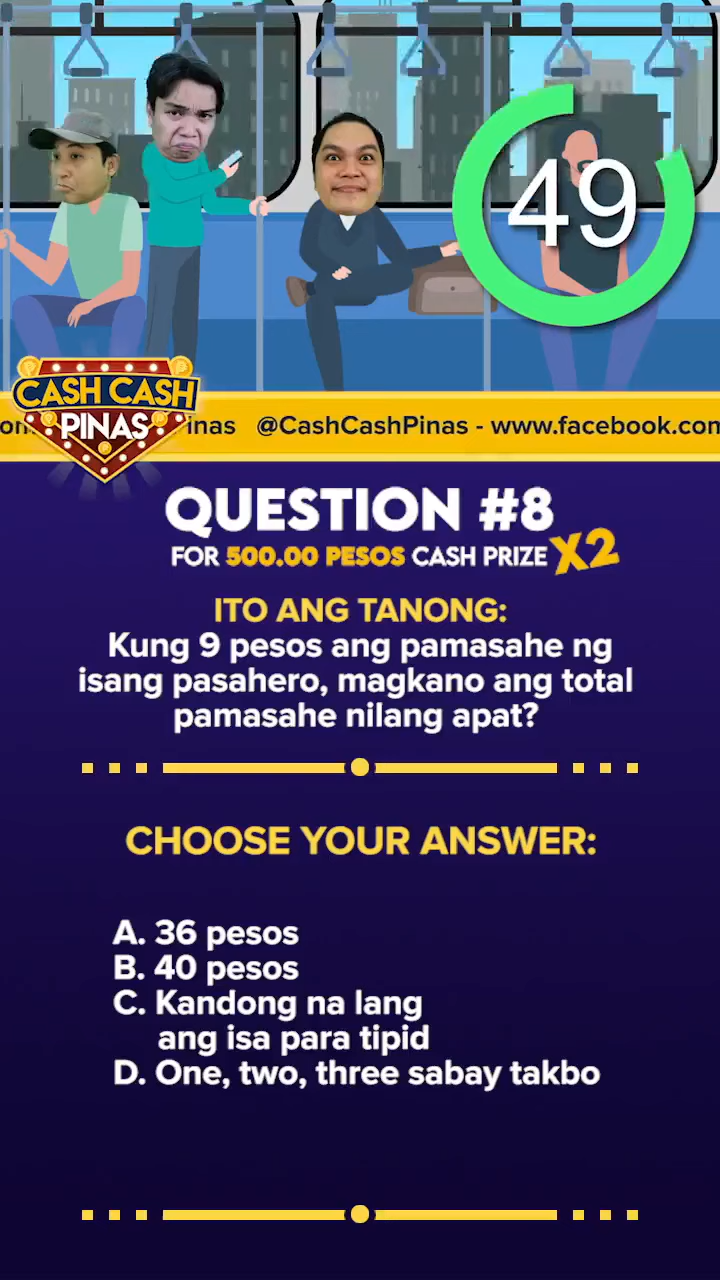 49
CASH CASH
PINAS
inas @CashCashPinas - www.facebook.com
QUESTION #8
FOR 500.00 PESOS CASH PRIZE X2
ITO ANG TANONG:
Kung 9 pesos ang pamasahe ng
isang pasahero, magkano ang total
pamasahe nilang apat?
CHOOSE YOUR ANSWER:
A. 36 pesos
B. 40 pesos
C. Kandong na lang
ang isa para tipid
D. One, two, three sabay takbo